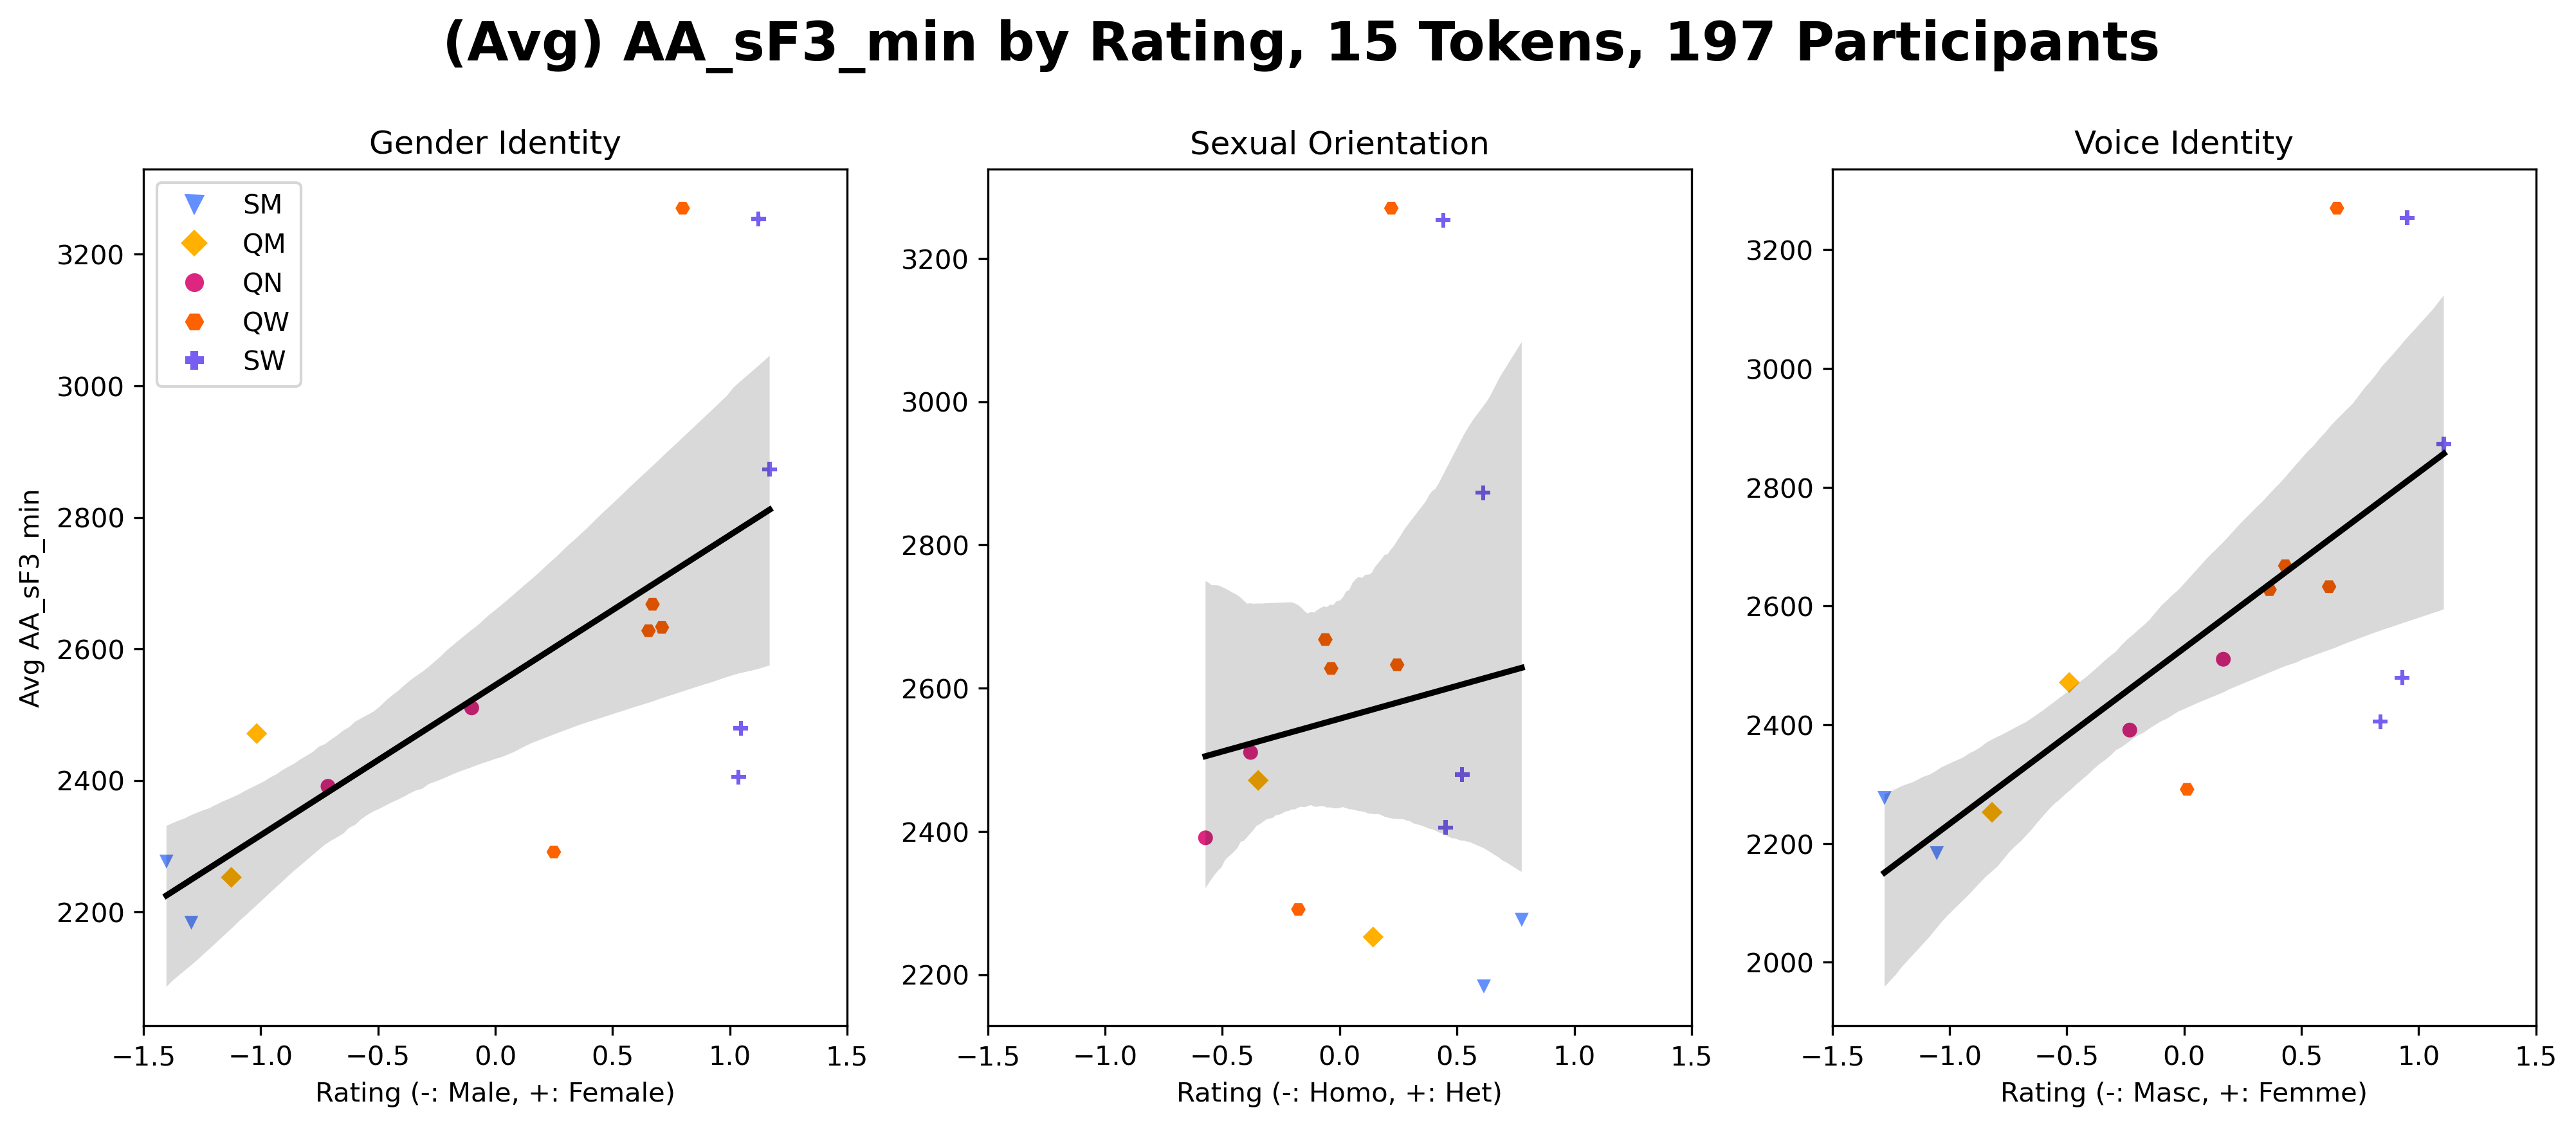 (Avg) AA_sF3_min by Rating, 15 Tokens, 197 Participants
Gender Identity
SM
QM
QN
QW
SW
3200
3000
2800
2600
2400
2200
Avg AA_sF3_min
−1.5 −1.0 −0.5 0.0 0.5 1.0 1.5
Rating (-: Male, +: Female)
Sexual Orientation
3200
3000
2800
2600
2400
2200
−1.5 −1.0 −0.5 0.0 0.5 1.0 1.5
Rating (-: Homo, +: Het)
Voice Identity
3200
3000
2800
2600
2400
2200
2000
−1.5 −1.0 −0.5 0.0 0.5 1.0 1.5
Rating (-: Masc, +: Femme)